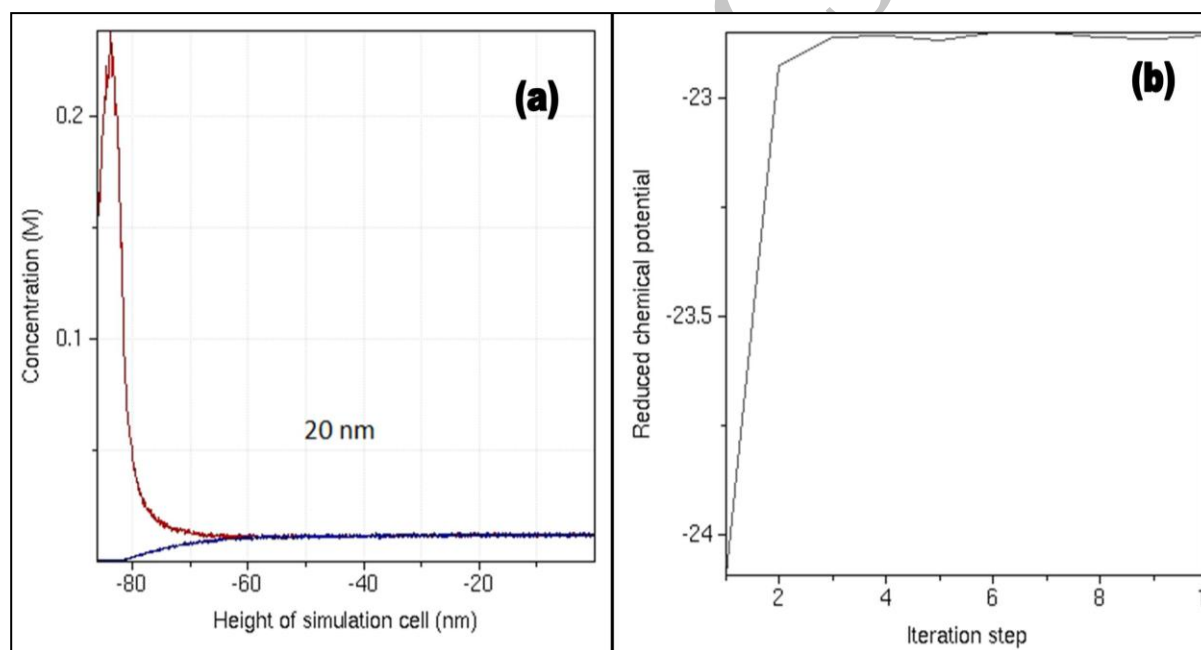 (a)
0.2
0.1
Concentration (M)
20 nm
-80
-60
-40
-20
Height of simulation cell (nm)
(b)
-23
-23.5
-24
Reduced chemical potential
2
4
6
8
Iteration step